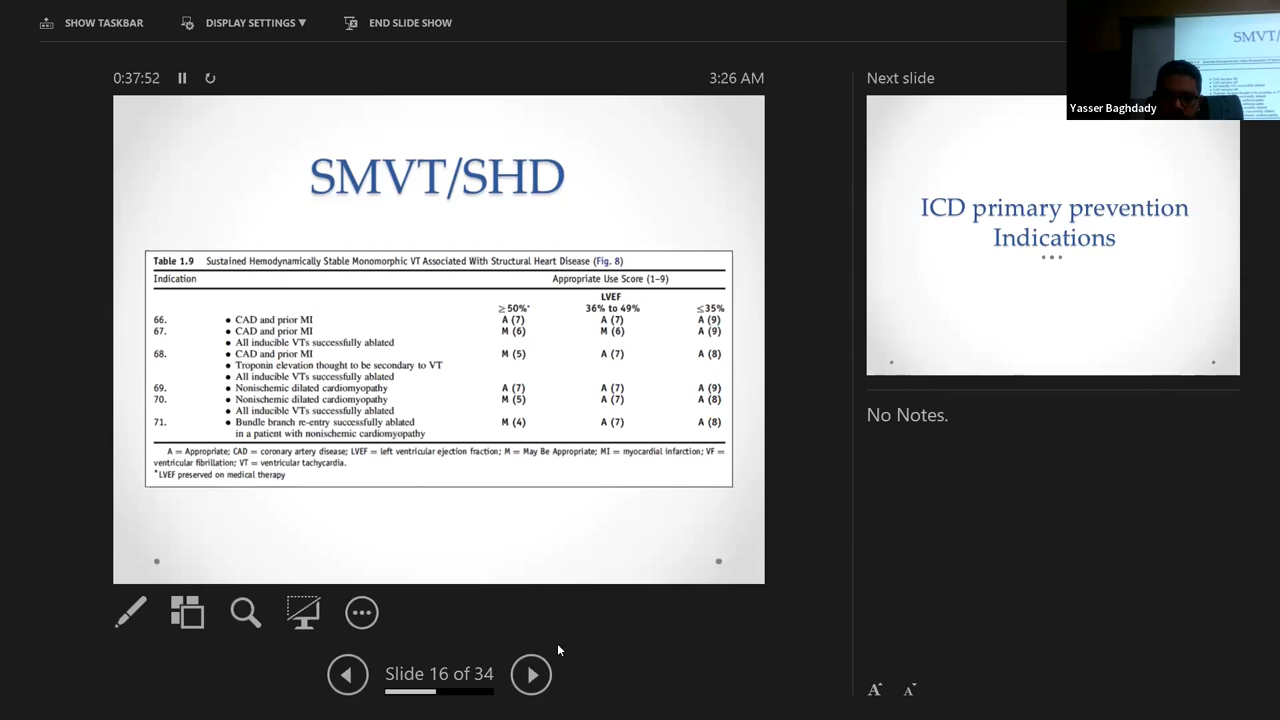 SHOW TASKBAR
DISPLAY SETTINGS ▼
END SLIDE SHOW
0:37:52
3:26 AM
SMVT/SHD
Table 1.9 Sustained Hemodynamically Stable Monomorphic VT Associated With Structural Heart Disease (Fig. 8)
Indication Appropriate Use Score (1–9)
LVEF
≥50%* 36% to 49% ≤35%
66. • CAD and prior MI A (7) A (7) A (9)
67. • CAD and prior MI M (6) M (6) A (9)
• All inducible VTs successfully ablated
68. • CAD and prior MI M (5) A (7) A (8)
• Troponin elevation thought to be secondary to VT
• All inducible VTs successfully ablated
69. • Nonischemic dilated cardiomyopathy A (7) A (7) A (9)
70. • Nonischemic dilated cardiomyopathy M (5) A (7) A (8)
• All inducible VTs successfully ablated
71. • Bundle branch re-entry successfully ablated M (4) A (7) A (8)
in a patient with nonischemic cardiomyopathy
A = Appropriate; CAD = coronary artery disease; LVEF = left ventricular ejection fraction; M = May Be Appropriate; MI = myocardial infarction; VF =
ventricular fibrillation; VT = ventricular tachycardia.
*LVEF preserved on medical therapy
Slide 16 of 34
Next slide
ICD primary prevention
Indications
No Notes.
A A
SMVT/
Yasser Baghdady